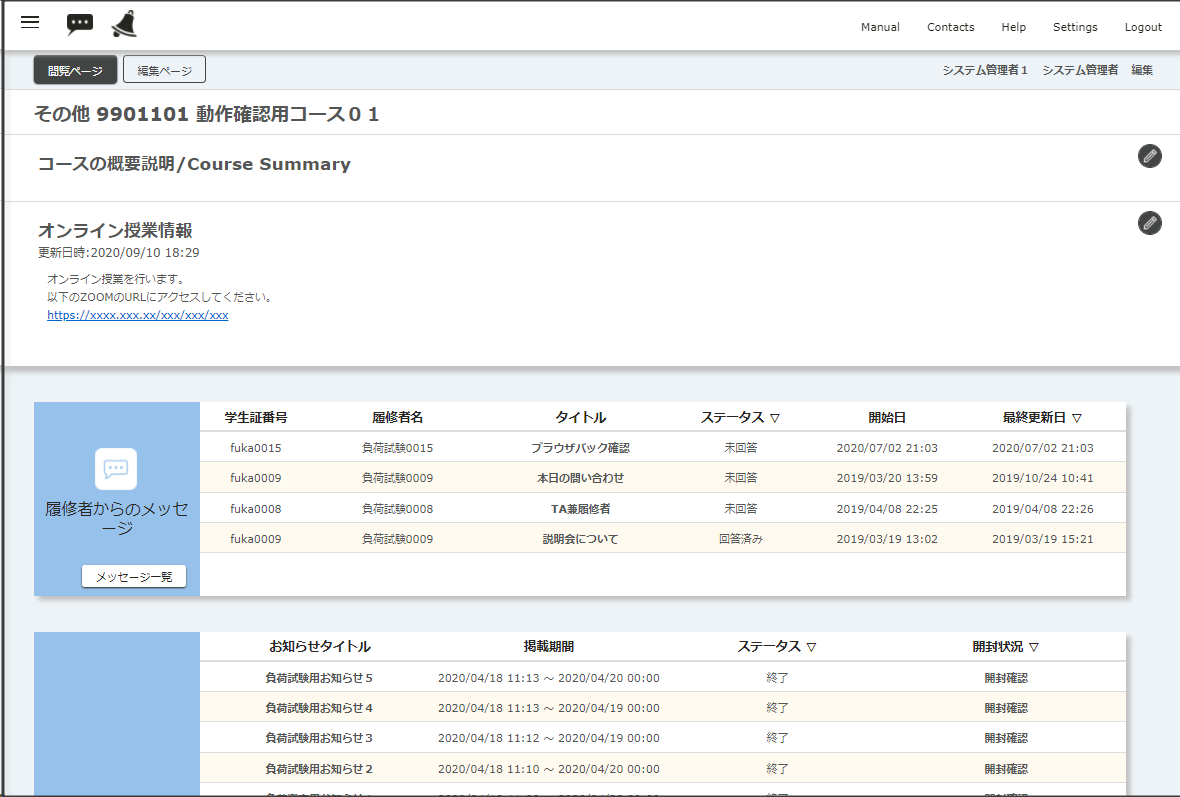 Manual Contacts Help Settings Logout
閲覧ページ 編集ページ システム管理者１ システム管理者 編集
その他 9901101 動作確認用コース０１
コースの概要説明/Course Summary
オンライン授業情報
更新日時:2020/09/10 18:29
オンライン授業を行います。
以下のZOOMのURLにアクセスしてください。
https://xxxx.xxx.xx/xxx/xxx/xxx
履修者からのメッセ
ージ
メッセージ一覧
学生証番号 履修者名 タイトル ステータス ▽ 開始日 最終更新日 ▽
fuka0015 負荷試験0015 ブラウザバック確認 未回答 2020/07/02 21:03 2020/07/02 21:03
fuka0009 負荷試験0009 本日の問い合わせ 未回答 2019/03/20 13:59 2019/10/24 10:41
fuka0008 負荷試験0008 TA兼履修者 未回答 2019/04/08 22:25 2019/04/08 22:26
fuka0009 負荷試験0009 説明会について 回答済み 2019/03/19 13:02 2019/03/19 15:21
お知らせタイトル 掲載期間 ステータス ▽ 開封状況 ▽
負荷試験用お知らせ５ 2020/04/18 11:13 ～ 2020/04/20 00:00 終了 開封確認
負荷試験用お知らせ４ 2020/04/18 11:13 ～ 2020/04/19 00:00 終了 開封確認
負荷試験用お知らせ３ 2020/04/18 11:12 ～ 2020/04/19 00:00 終了 開封確認
負荷試験用お知らせ２ 2020/04/18 11:10 ～ 2020/04/20 00:00 終了 開封確認